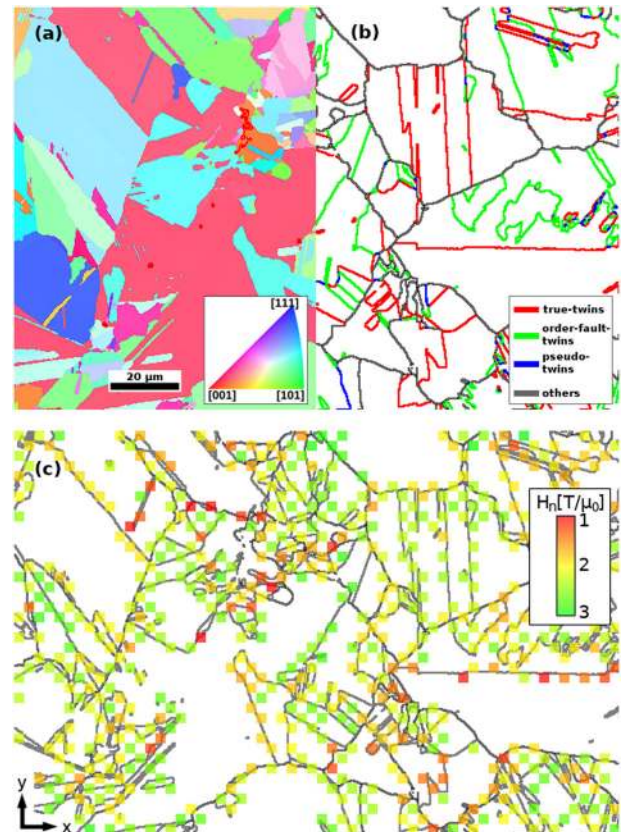 (a)
(b)
[111]
[001]
[101]
20 µm
true-twins
order-fault-
twins
pseudo-
twins
others
(c)
Hn[T/µ0]
1
2
3
y
x